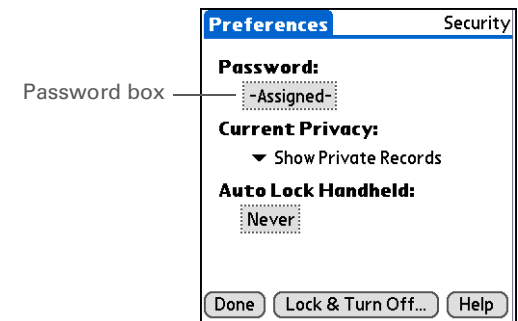 Preferences Security
Password:
Password box
-Assigned-
Current Privacy:
Show Private Records
Auto Lock Handheld:
Never
Done Lock & Turn Off... Help